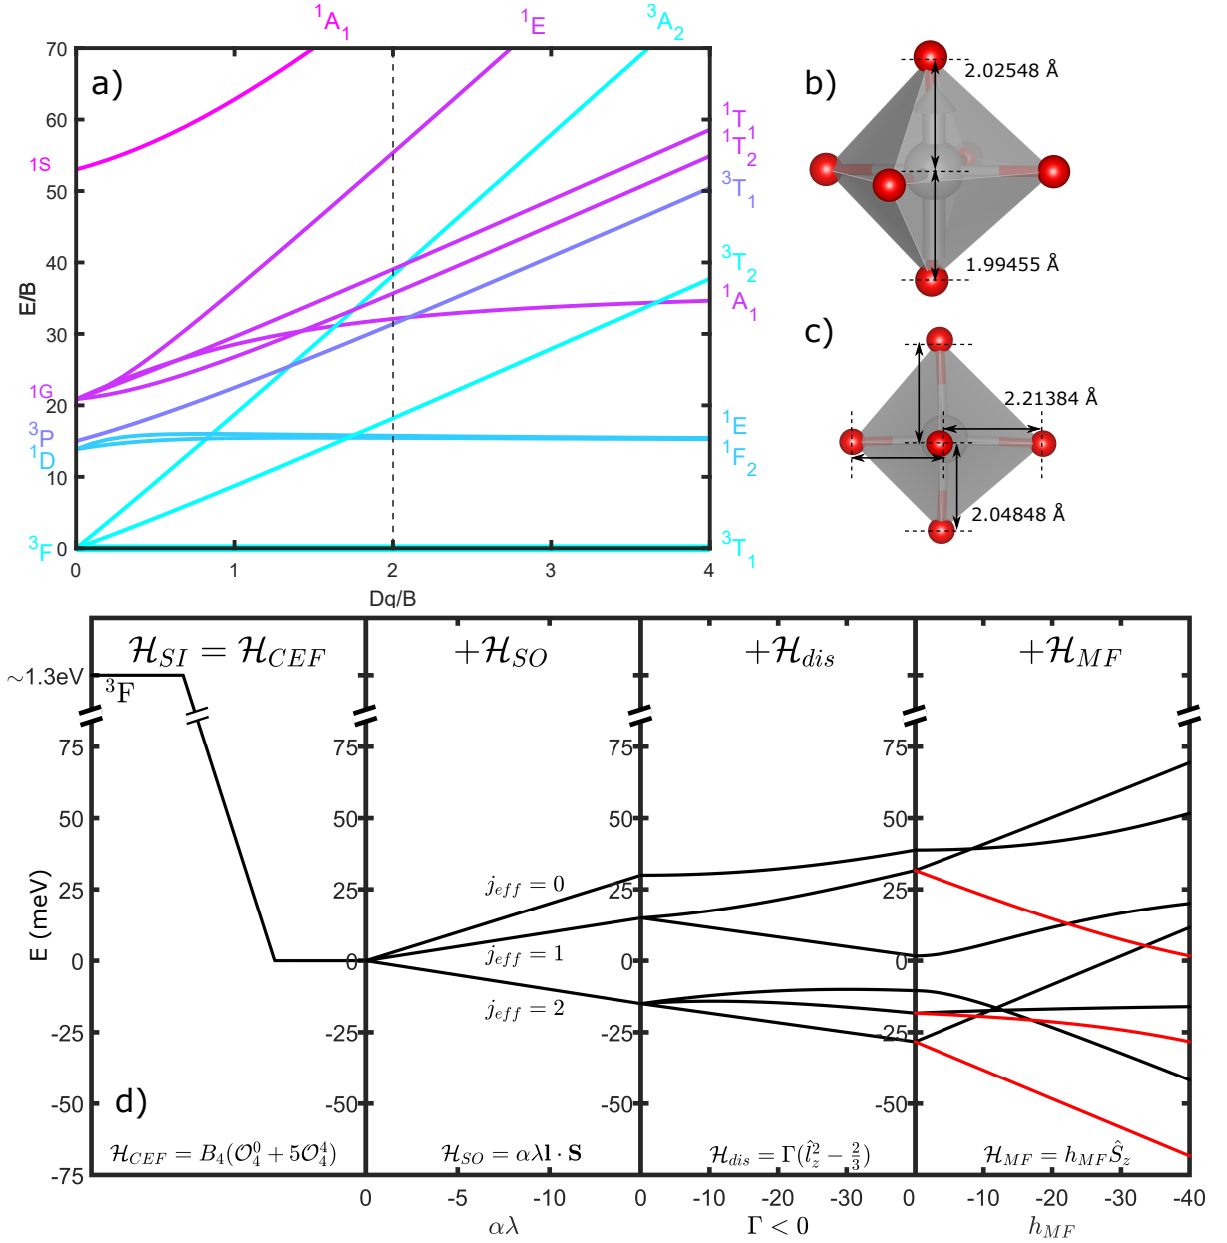 a)
¹A₁ ¹E ³A₂
70
60
50
40
30
20
10
0
E/B
¹S
¹G
³P
¹D
³F
¹T₁
¹T₂
³T₁
³T₂
¹A₁
¹E
¹F₂
³T₁
0 1 2 3 4
Dq/B
b)
2.02548 Å
1.99455 Å
c)
2.21384 Å
2.04848 Å
d)
ℋ_SI = ℋ_CEF
+ℋ_SO
+ℋ_dis
+ℋ_MF
~1.3eV
³F
75 75 75 75
50 50 50 50
25 25 25 25
0 0 0 0
-25 -25 -25 -25
-50 -50 -50 -50
-75
E (meV)
j_eff = 0
j_eff = 1
j_eff = 2
ℋ_CEF = B₄(𝒪₄⁰ + 5𝒪₄⁴)
ℋ_SO = αλl · S
ℋ_dis = Γ(l̂_z² − 2/3)
ℋ_MF = h_MF Ŝ_z
0 -5 -10 0 -10 -20 -30 0 -10 -20 -30 -40
αλ
Γ < 0
h_MF